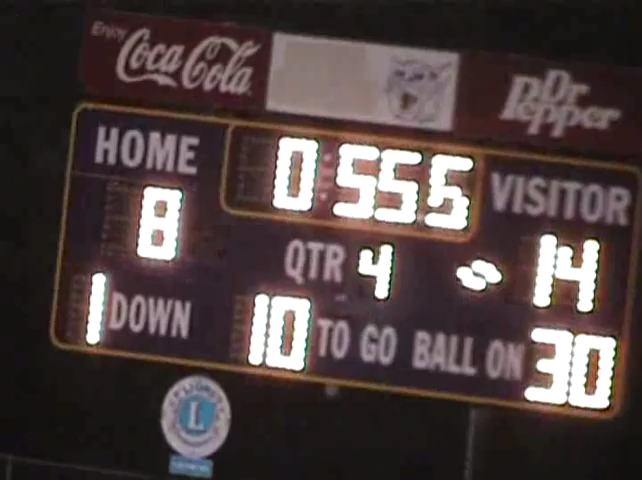 Enjoy
Coca-Cola
Dr Pepper
HOME 0:55.5 VISITOR
8 QTR 4 14
1 DOWN 10 TO GO BALL ON 30
L